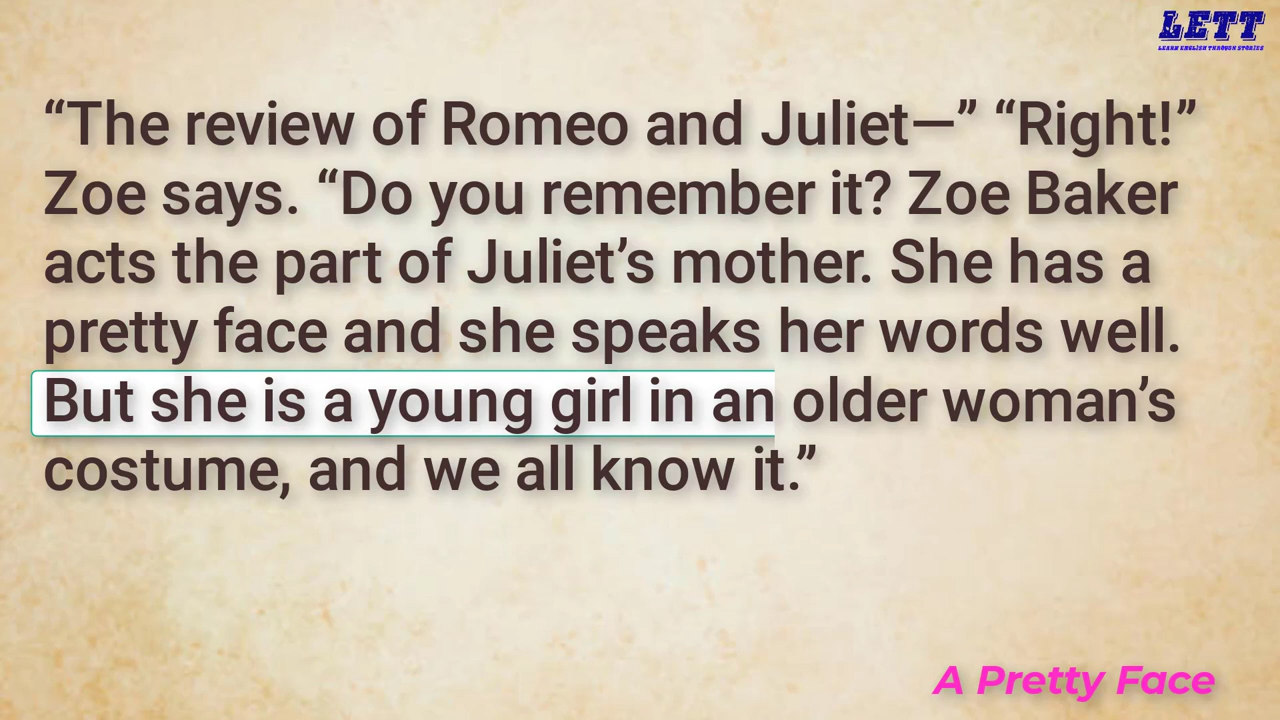 LETT
LEARN ENGLISH THROUGH STORIES
“The review of Romeo and Juliet—” “Right!”
Zoe says. “Do you remember it? Zoe Baker
acts the part of Juliet’s mother. She has a
pretty face and she speaks her words well.
But she is a young girl in an older woman’s
costume, and we all know it.”
A Pretty Face